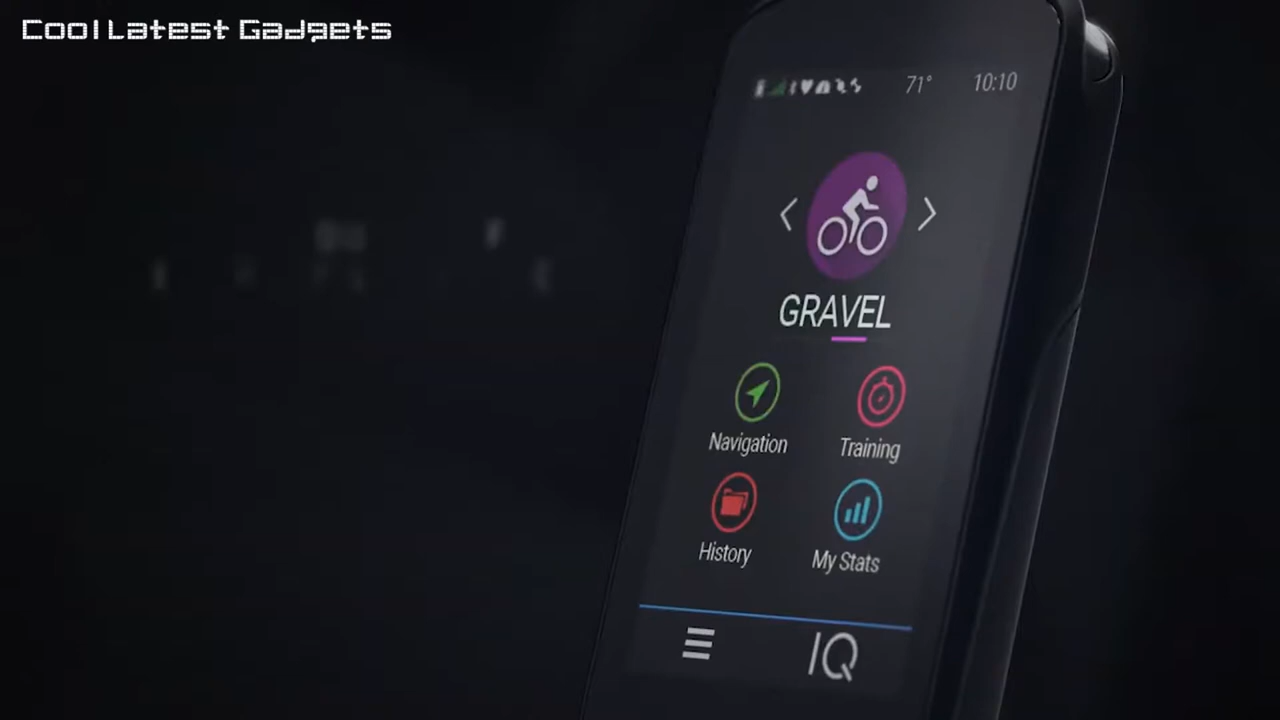 Cool Latest Gadgets
71° 10:10
GRAVEL
Navigation Training
History My Stats
IQ